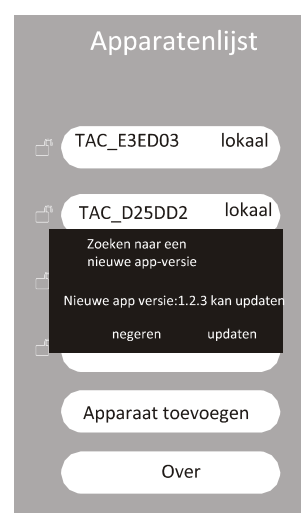 Apparatenlijst
TAC_E3ED03 lokaal
TAC_D25DD2 lokaal
Zoeken naar een
nieuwe app-versie
Nieuwe app versie:1.2.3 kan updaten
negeren updaten
Apparaat toevoegen
Over